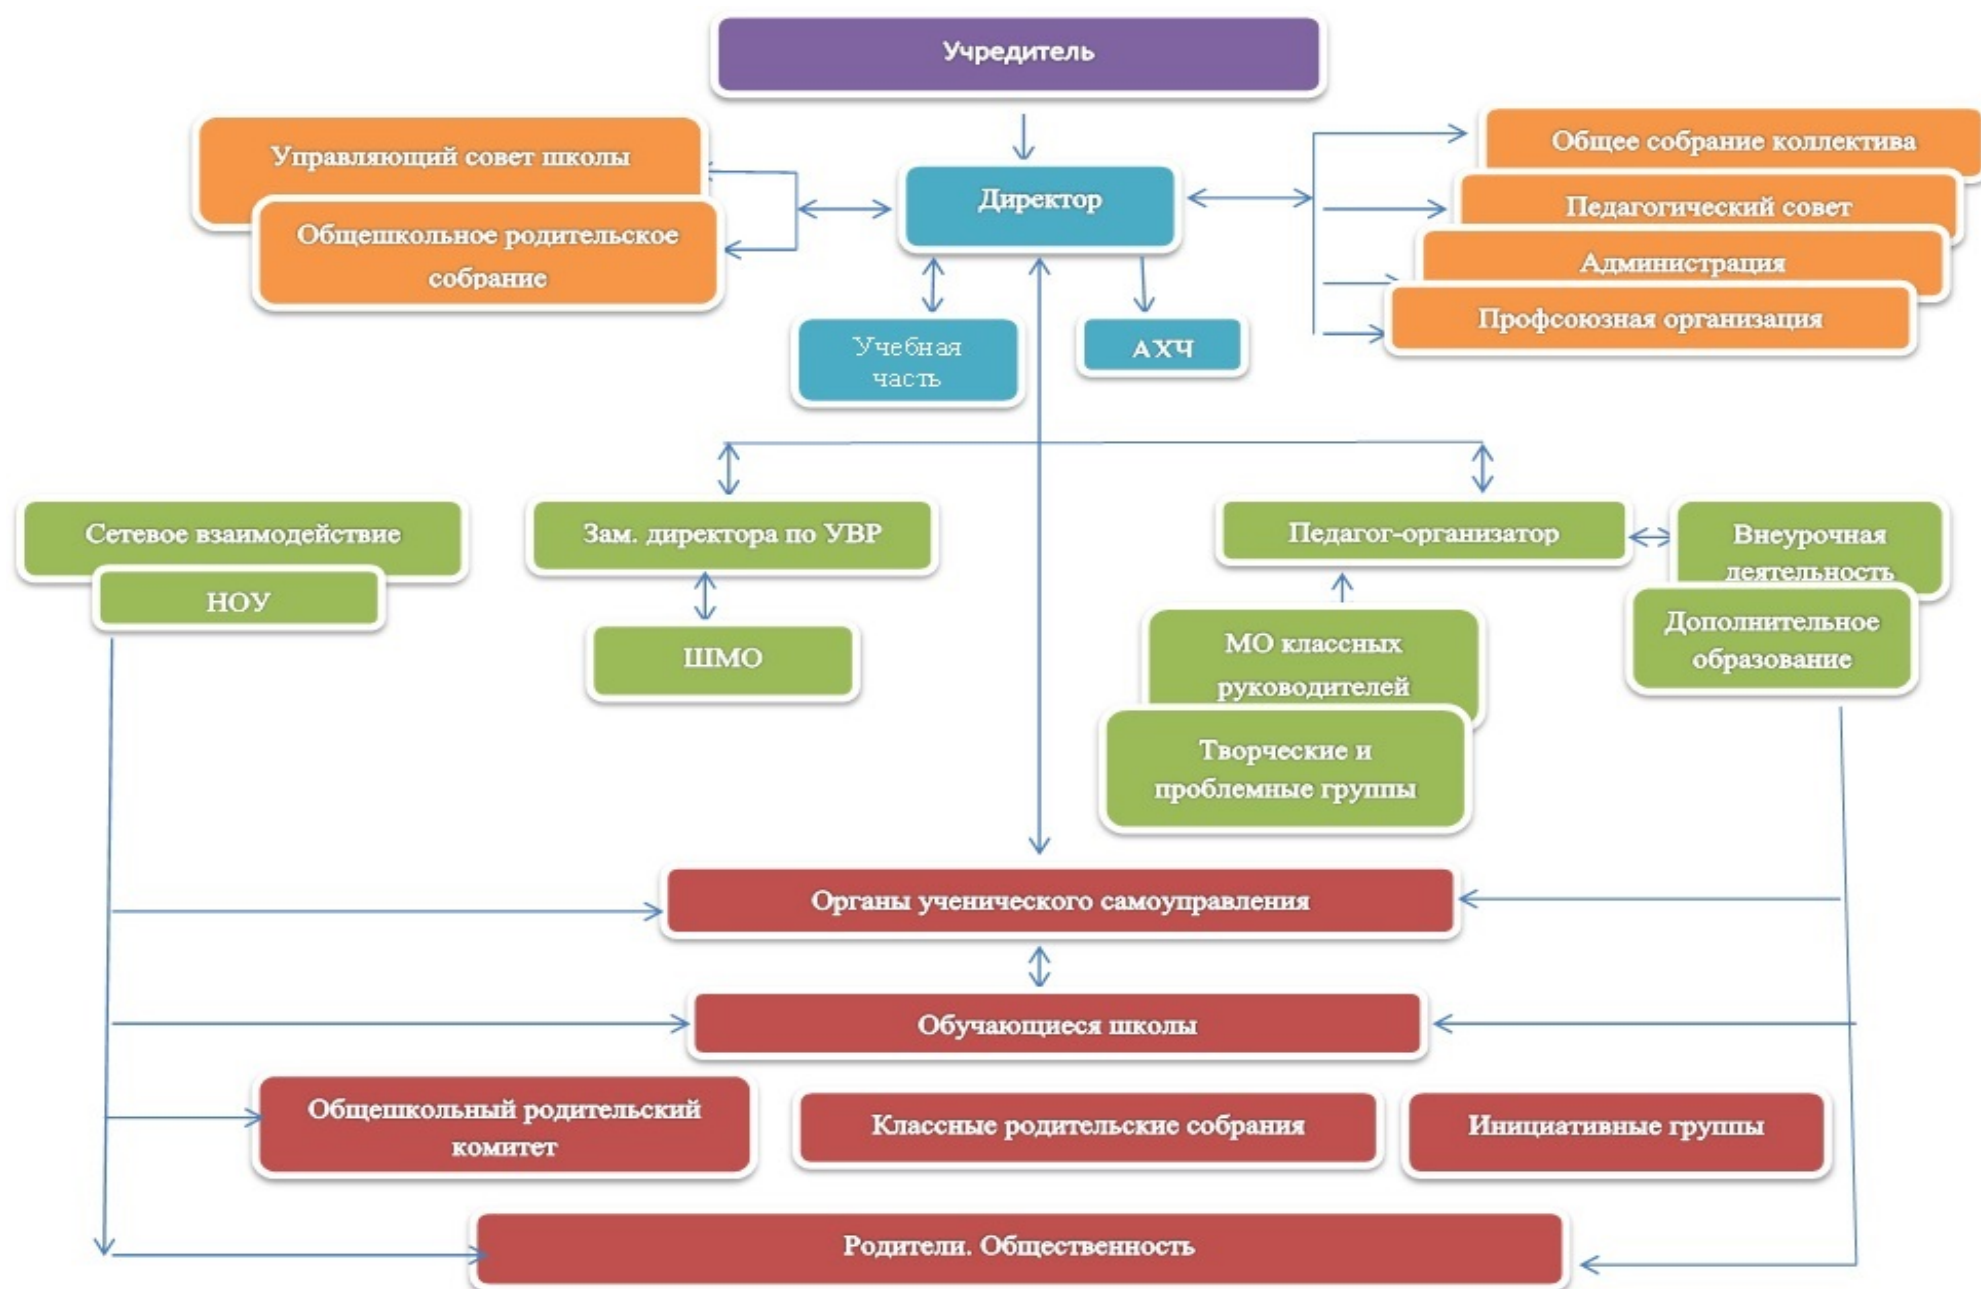 Учредитель
Управляющий совет школы
Общешкольное родительское
собрание
Директор
Общее собрание коллектива
Педагогический совет
Администрация
Профсоюзная организация
Учебная
часть
АХЧ
Сетевое взаимодействие
НОУ
Зам. директора по УВР
ШМО
Педагог-организатор
МО классных
руководителей
Творческие и
проблемные группы
Внеурочная
деятельность
Дополнительное
образование
Органы ученического самоуправления
Обучающиеся школы
Общешкольный родительский
комитет
Классные родительские собрания
Инициативные группы
Родители. Общественность